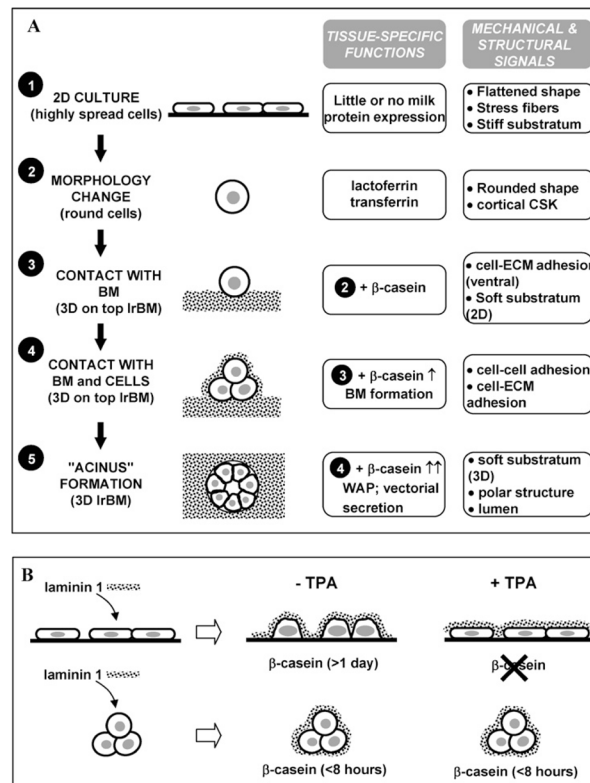 A
TISSUE-SPECIFIC
FUNCTIONS
MECHANICAL &
STRUCTURAL
SIGNALS
1
2D CULTURE
(highly spread cells)
Little or no milk
protein expression
• Flattened shape
• Stress fibers
• Stiff substratum
2
MORPHOLOGY
CHANGE
(round cells)
lactoferrin
transferrin
• Rounded shape
• cortical CSK
3
CONTACT WITH
BM
(3D on top lrBM)
2 + β-casein
• cell-ECM adhesion
(ventral)
• Soft substratum
(2D)
4
CONTACT WITH
BM and CELLS
(3D on top lrBM)
3 + β-casein ↑
BM formation
• cell-cell adhesion
• cell-ECM
adhesion
5
"ACINUS"
FORMATION
(3D lrBM)
4 + β-casein ↑↑
WAP; vectorial
secretion
• soft substratum
(3D)
• polar structure
• lumen
B
laminin 1
- TPA
+ TPA
β-casein (>1 day)
β-casein
laminin 1
β-casein (<8 hours)
β-casein (<8 hours)